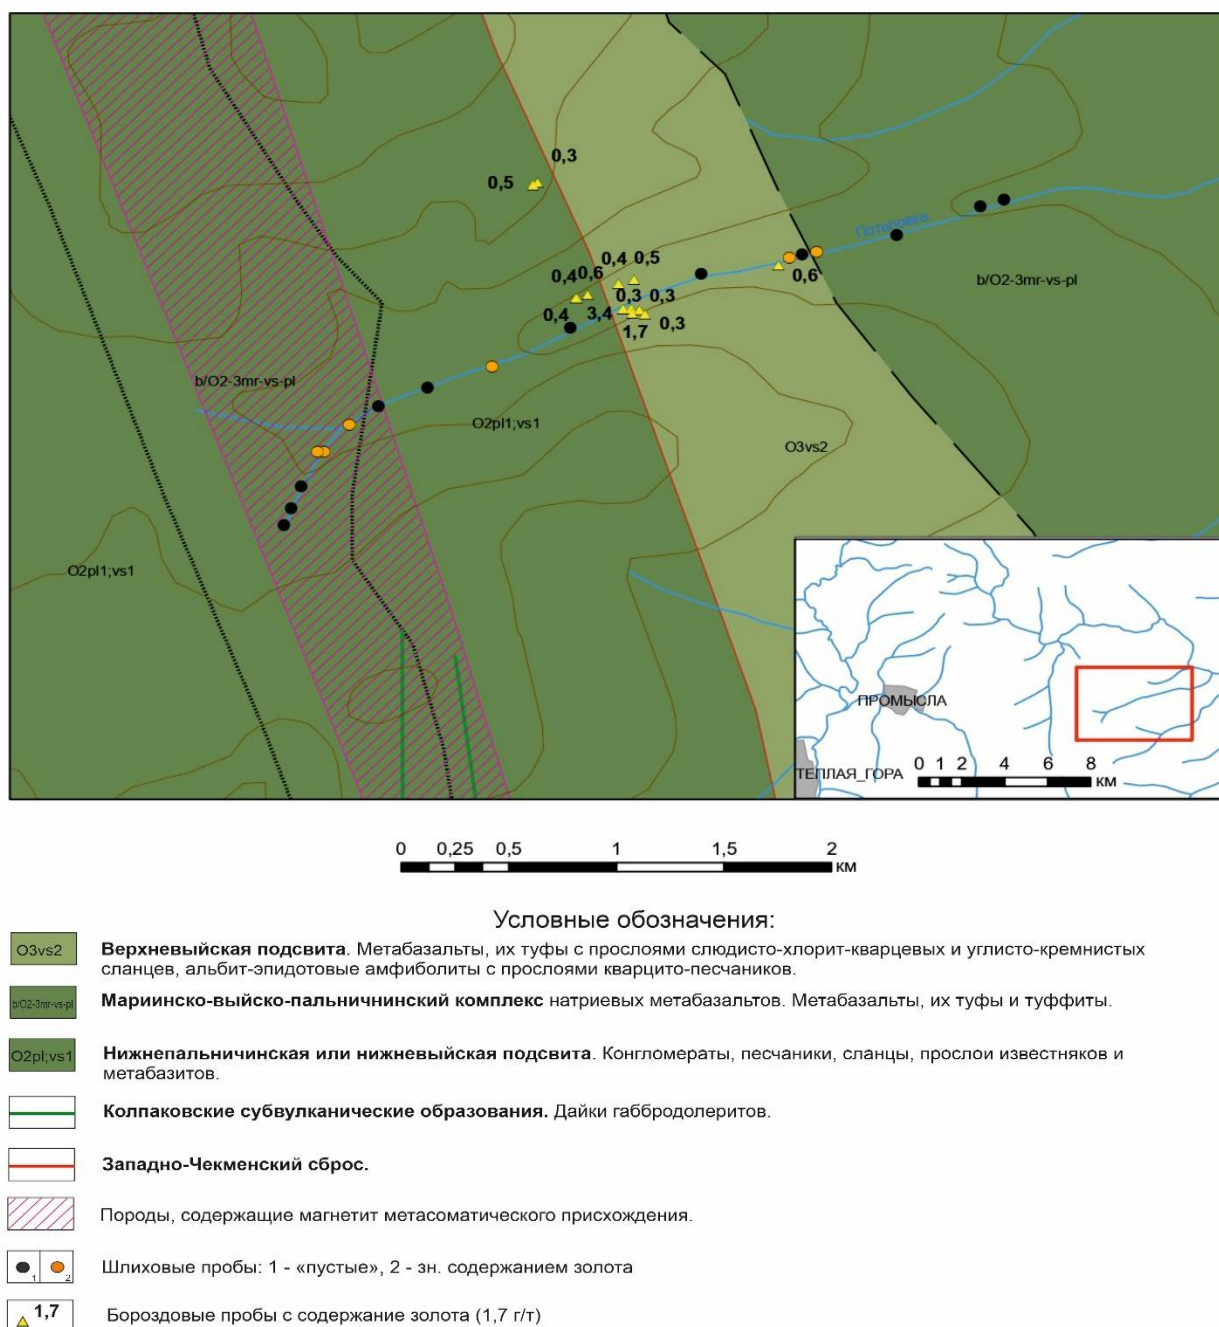 0,3
0,5
Потаповка
0,4 0,5
0,4 0,6
0,6
b/O2-3mr-vs-pl
0,3 0,3
0,4 3,4
0,3
1,7
b/O2-3mr-vs-pl
O2pl1;vs1
O3vs2
O2pl1;vs1
ПРОМЫСЛА
ТЕПЛАЯ_ГОРА
0 1 2 4 6 8
км
0 0,25 0,5 1 1,5 2
км
Условные обозначения:
O3vs2
Верхневыйская подсвита. Метабазальты, их туфы с прослоями слюдисто-хлорит-кварцевых и углисто-кремнистых
сланцев, альбит-эпидотовые амфиболиты с прослоями кварцито-песчаников.
b/O2-3mr-vs-pl
Мариинско-выйско-пальничнинский комплекс натриевых метабазальтов. Метабазальты, их туфы и туффиты.
O2pl;vs1
Нижнепальничинская или нижневыйская подсвита. Конгломераты, песчаники, сланцы, прослои известняков и
метабазитов.
Колпаковские субвулканические образования. Дайки габбродолеритов.
Западно-Чекменский сброс.
Породы, содержащие магнетит метасоматического присхождения.
1 2
Шлиховые пробы: 1 - «пустые», 2 - зн. содержанием золота
1,7
Бороздовые пробы с содержание золота (1,7 г/т)